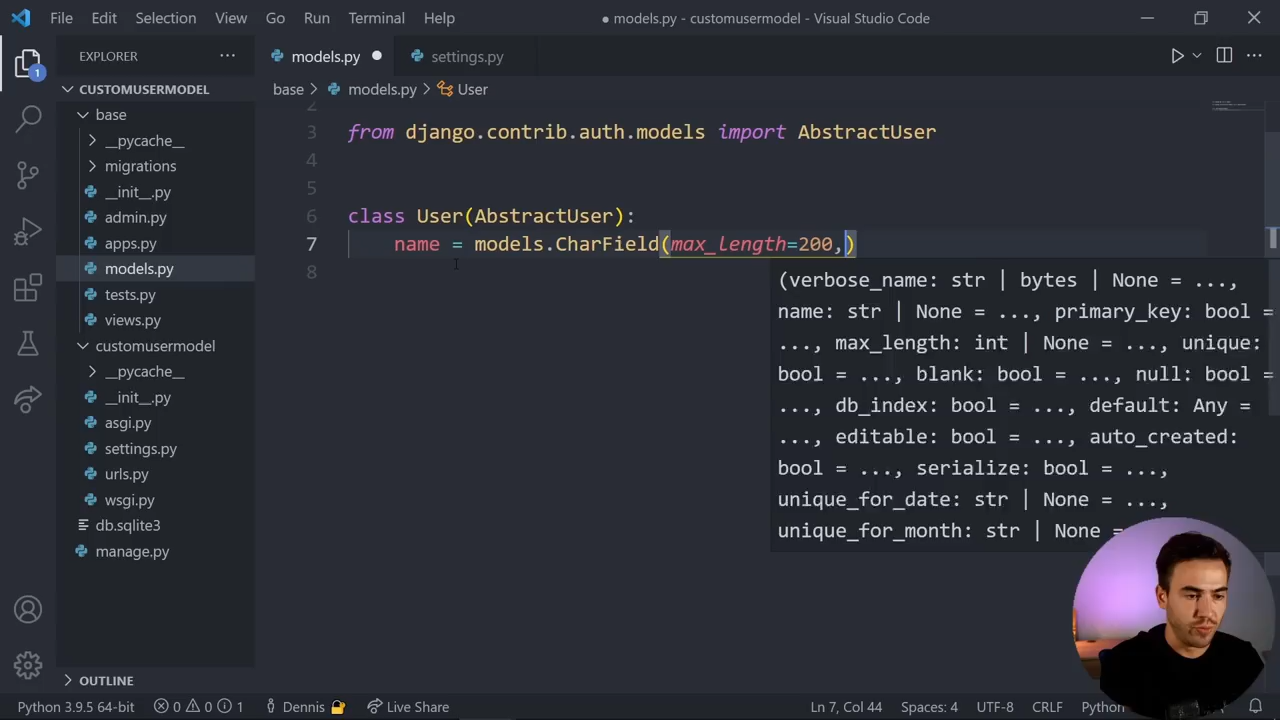 File Edit Selection View Go Run Terminal Help
● models.py - customusermodel - Visual Studio Code
EXPLORER ···
models.py ●
settings.py
1
CUSTOMUSERMODEL
base > models.py > User
base
__pycache__
migrations
__init__.py
admin.py
apps.py
models.py
tests.py
views.py
customusermodel
__pycache__
__init__.py
asgi.py
settings.py
urls.py
wsgi.py
db.sqlite3
manage.py
OUTLINE
2
3 from django.contrib.auth.models import AbstractUser
4
5
6 class User(AbstractUser):
7 name = models.CharField(max_length=200,)
8
(verbose_name: str | bytes | None = ...,
name: str | None = ..., primary_key: bool =
..., max_length: int | None = ..., unique:
bool = ..., blank: bool = ..., null: bool =
..., db_index: bool = ..., default: Any =
..., editable: bool = ..., auto_created:
bool = ..., serialize: bool = ...,
unique_for_date: str | None = ...,
unique_for_month: str | None =
Python 3.9.5 64-bit 0 0 1 Dennis Live Share Ln 7, Col 44 Spaces: 4 UTF-8 CRLF Python